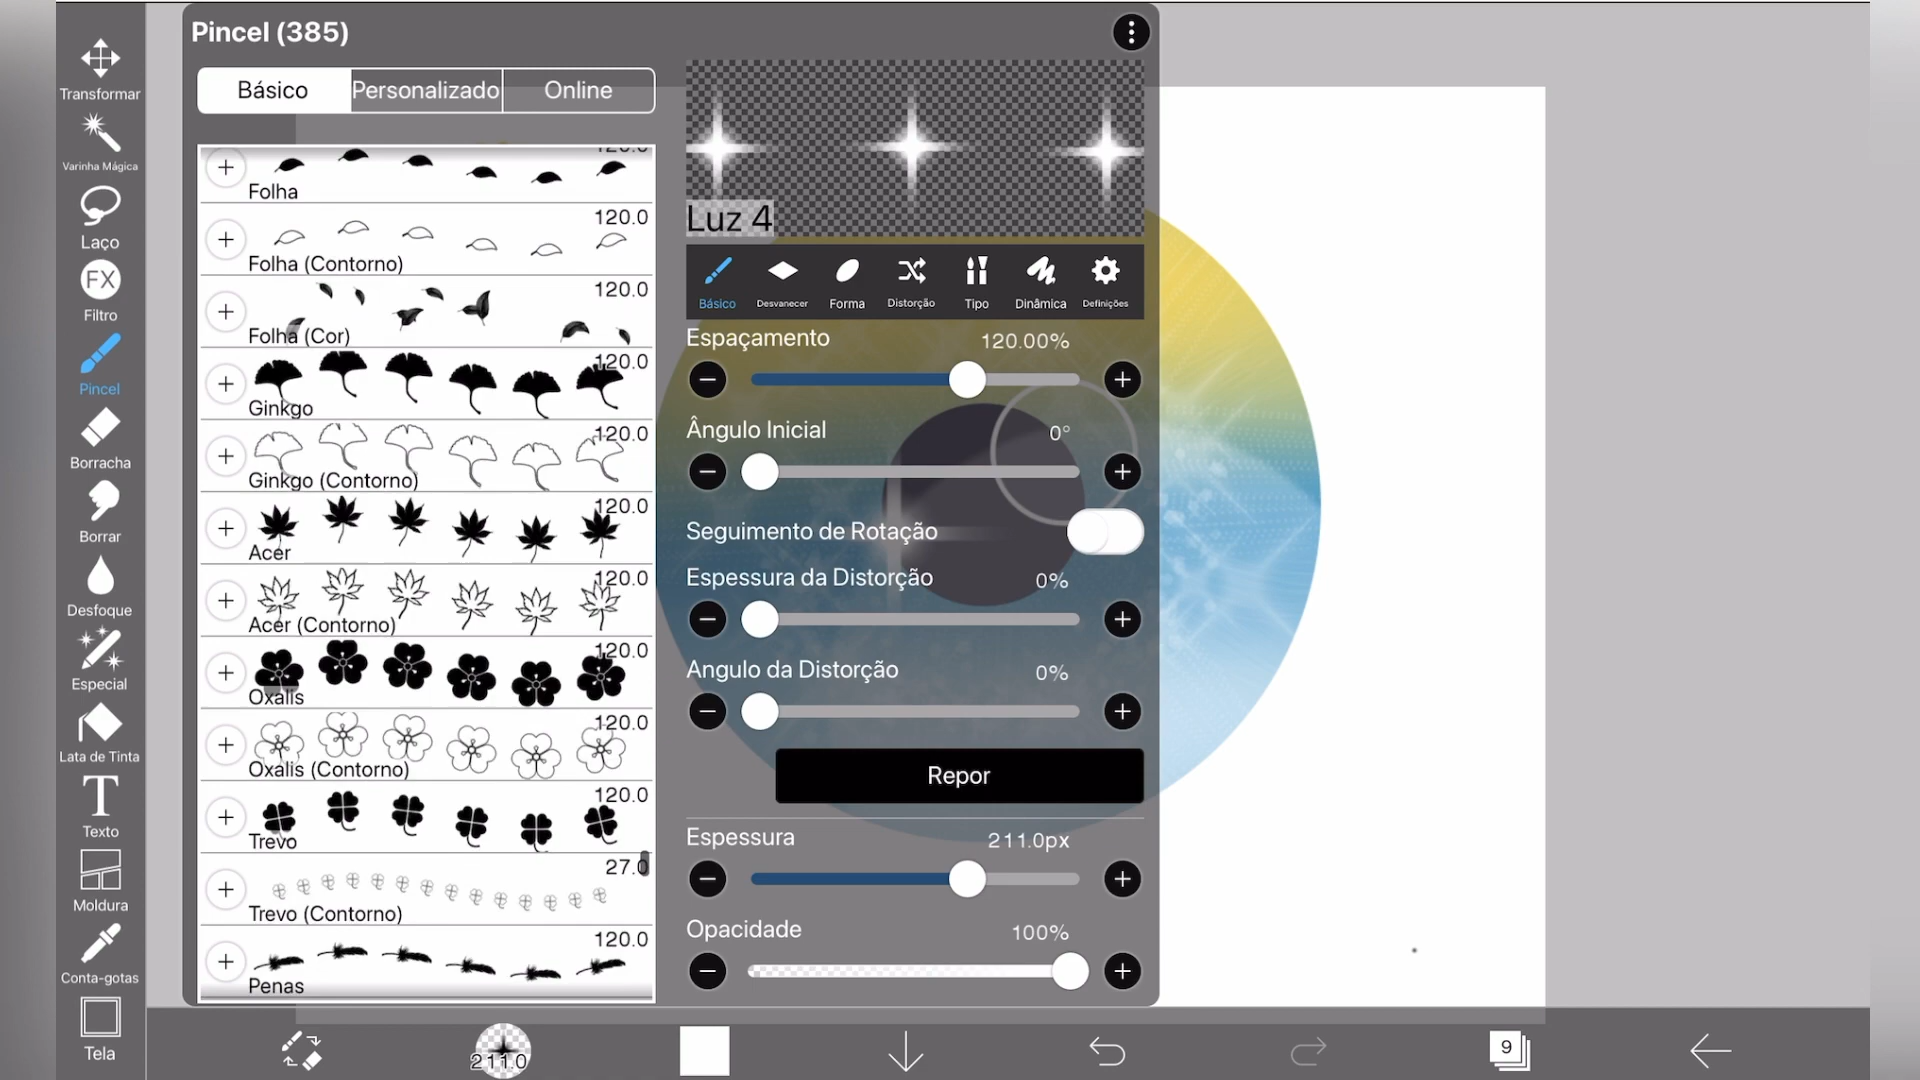 Pincel (385)
Básico
Personalizado
Online
Transformar
Varinha Mágica
Laço
FX
Filtro
Pincel
Borracha
Borrar
Desfoque
Especial
Lata de Tinta
T
Texto
Moldura
Conta-gotas
Tela
120.0
Folha
120.0
Folha (Contorno)
120.0
Folha (Cor)
120.0
Ginkgo
120.0
Ginkgo (Contorno)
120.0
Acer
120.0
Acer (Contorno)
120.0
Oxalis
120.0
Oxalis (Contorno)
120.0
Trevo
27.0
Trevo (Contorno)
120.0
Penas
Luz 4
Básico
Desvanecer
Forma
Distorção
Tipo
Dinâmica
Definições
Espaçamento 120.00%
Ângulo Inicial 0°
Seguimento de Rotação
Espessura da Distorção 0%
Angulo da Distorção 0%
Repor
Espessura 211.0px
Opacidade 100%
211.0
9